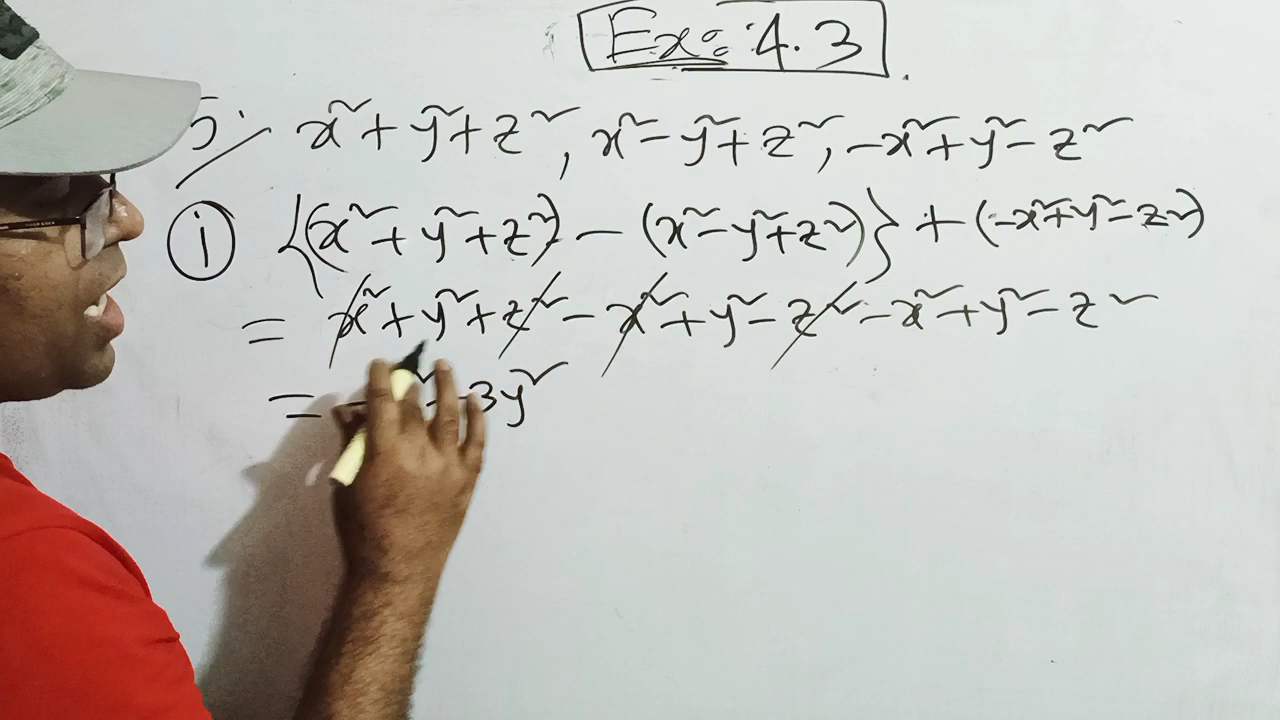 Ex: 4.3
5. x² + y² + z², x² - y² + z², -x² + y² - z²
i {(x² + y² + z²) - (x² - y² + z²)} + (-x² + y² - z²)
= x² + y² + z² - x² + y² - z² - x² + y² - z²
= 3y²